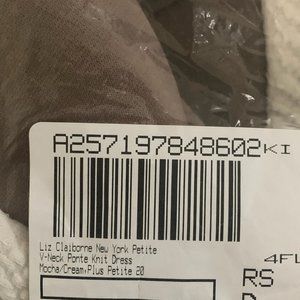 A257197848602KI
Liz Claiborne New York Petite
V-Neck Ponte Knit Dress
Mocha/Cream,Plus Petite 20
4FL
RS